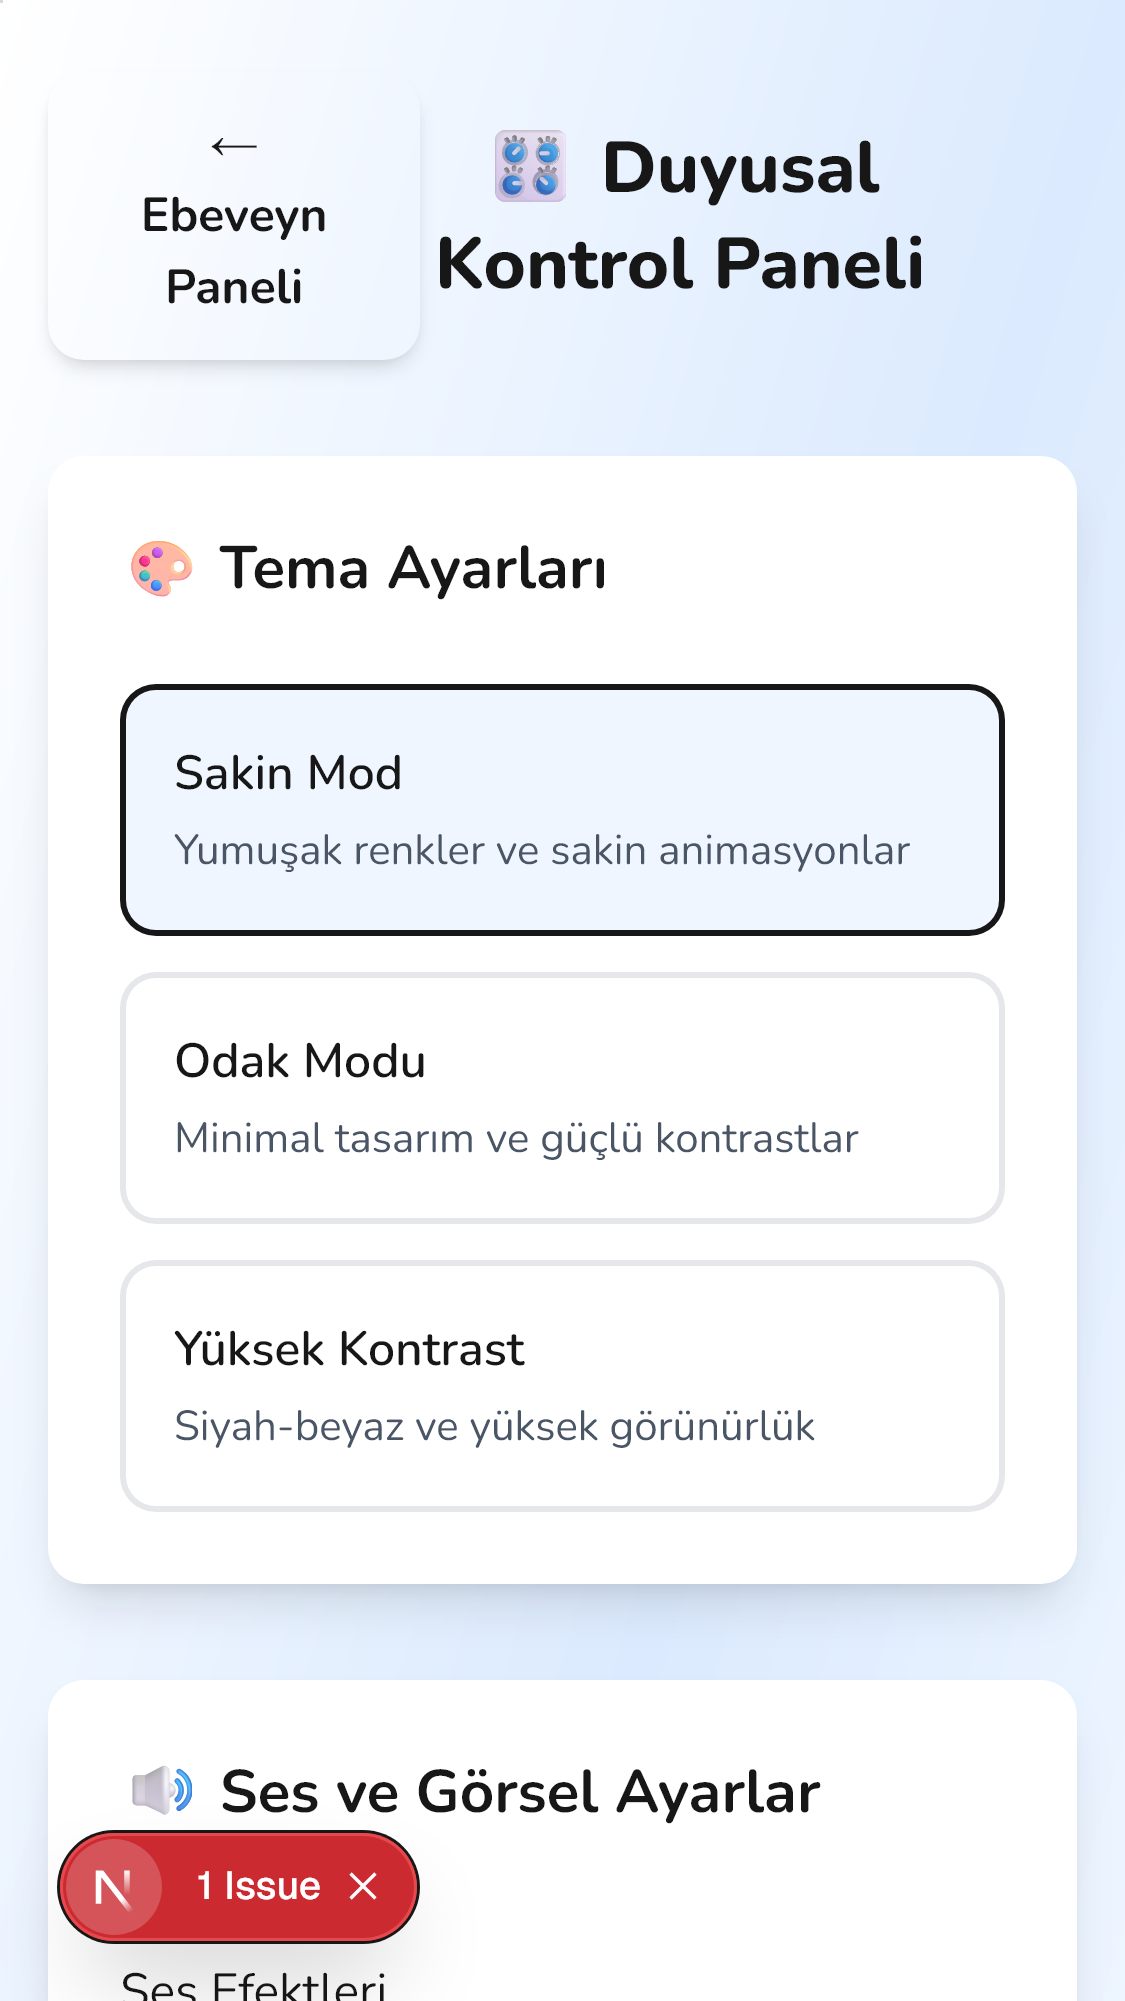 ←
Ebeveyn
Paneli
🎛️ Duyusal
Kontrol Paneli
🎨 Tema Ayarları
Sakin Mod
Yumuşak renkler ve sakin animasyonlar
Odak Modu
Minimal tasarım ve güçlü kontrastlar
Yüksek Kontrast
Siyah-beyaz ve yüksek görünürlük
🔊 Ses ve Görsel Ayarlar
N 1 Issue ×
Ses Efektleri